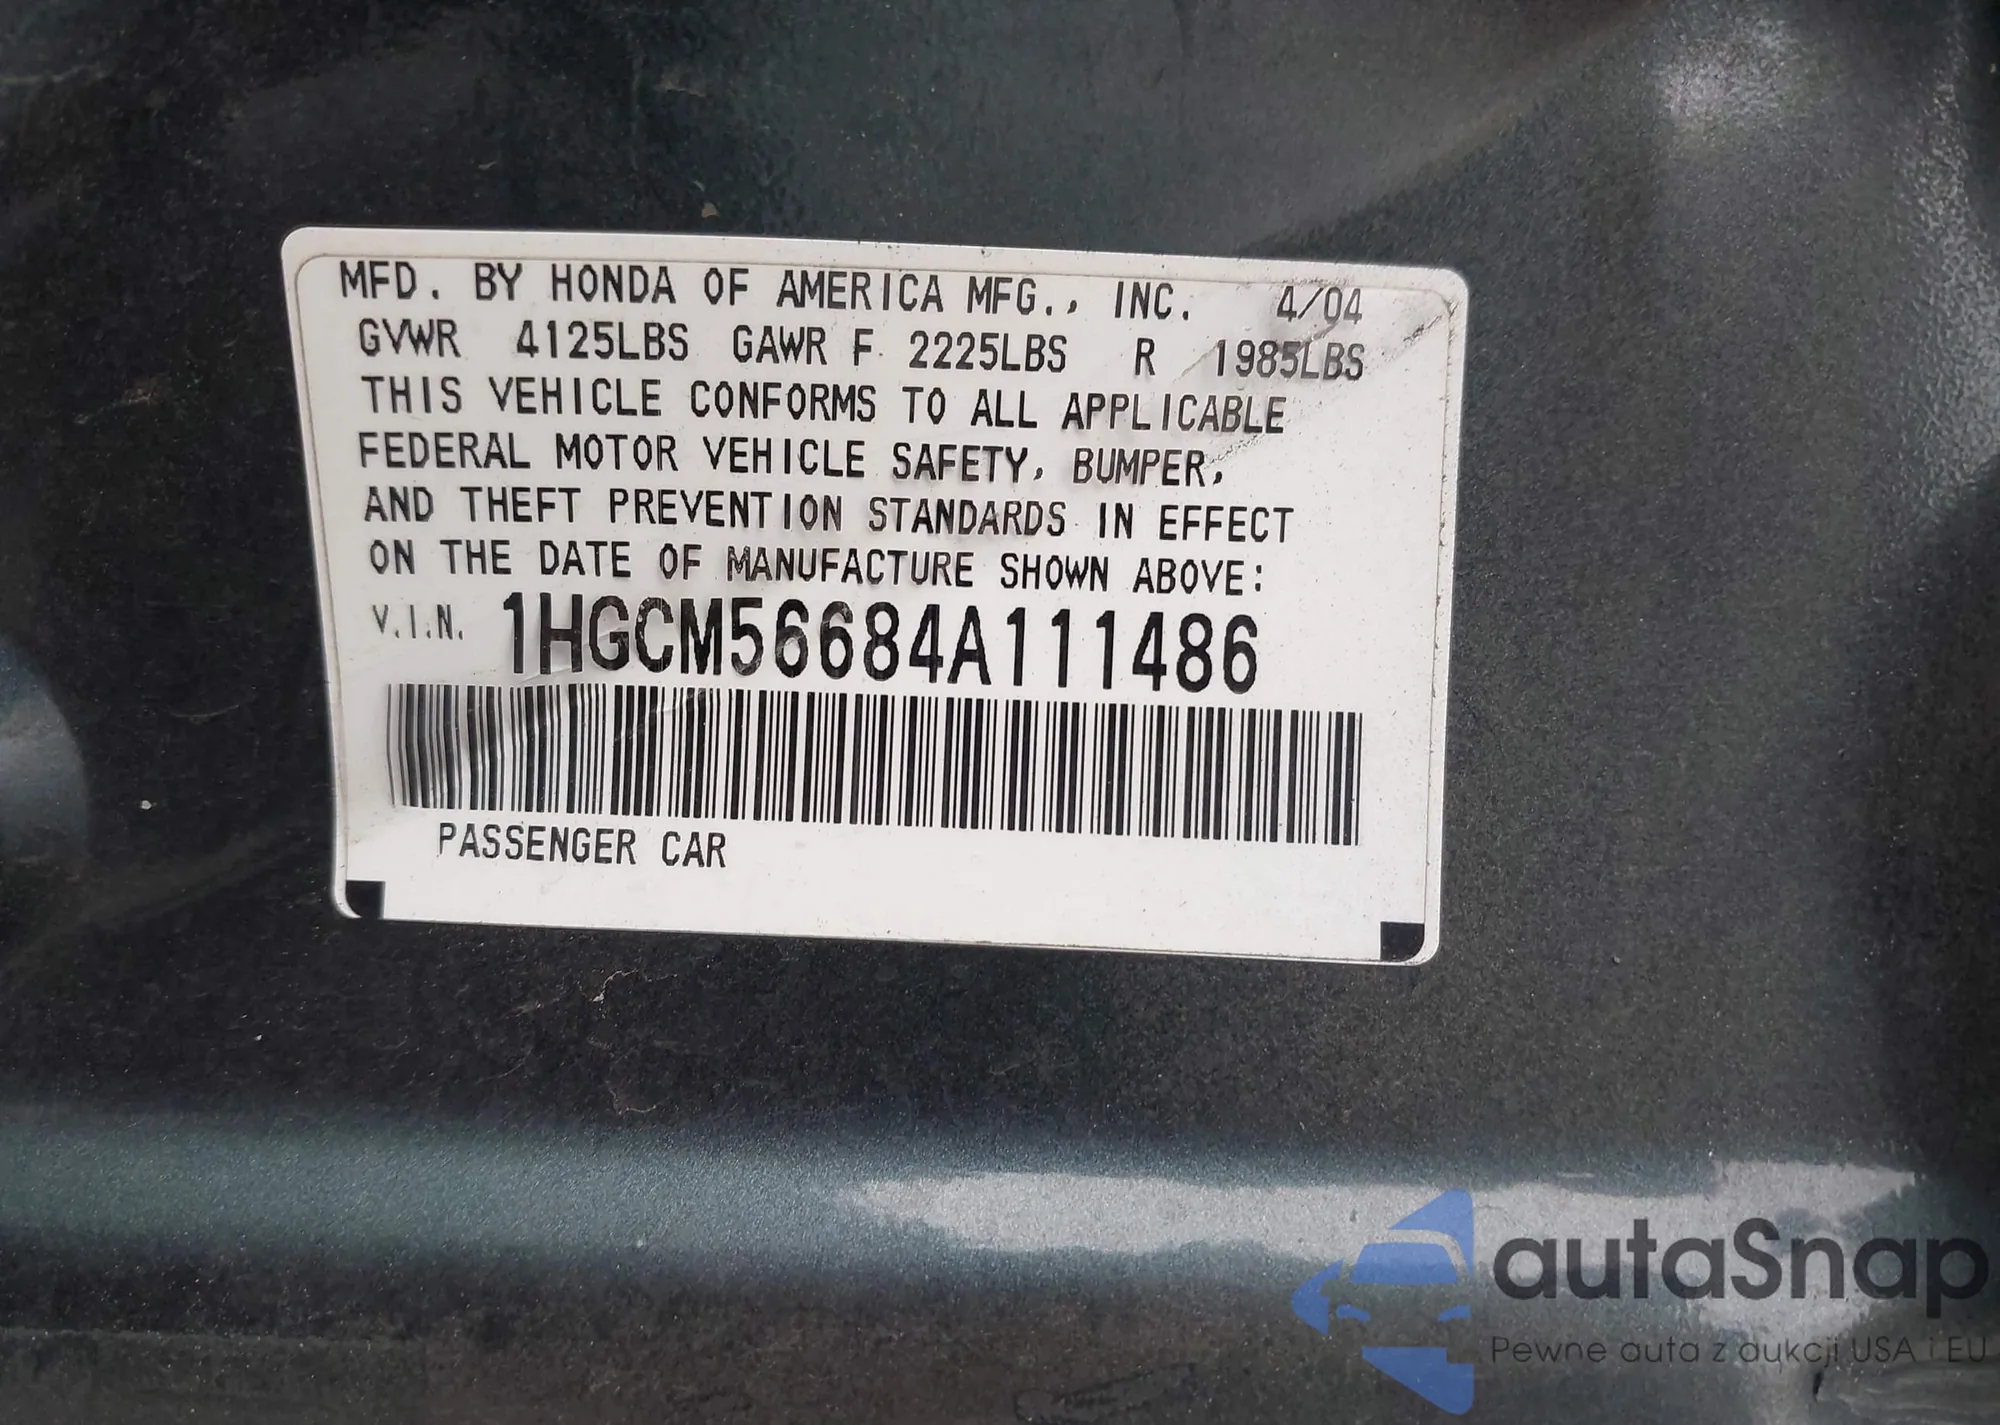 MFD. BY HONDA OF AMERICA MFG., INC. 4/04
GVWR 4125LBS GAWR F 2225LBS R 1985LBS
THIS VEHICLE CONFORMS TO ALL APPLICABLE
FEDERAL MOTOR VEHICLE SAFETY, BUMPER,
AND THEFT PREVENTION STANDARDS IN EFFECT
ON THE DATE OF MANUFACTURE SHOWN ABOVE:
V.I.N. 1HGCM56684A111486
PASSENGER CAR
autaSnap
Pewne auta z aukcji USA i EU